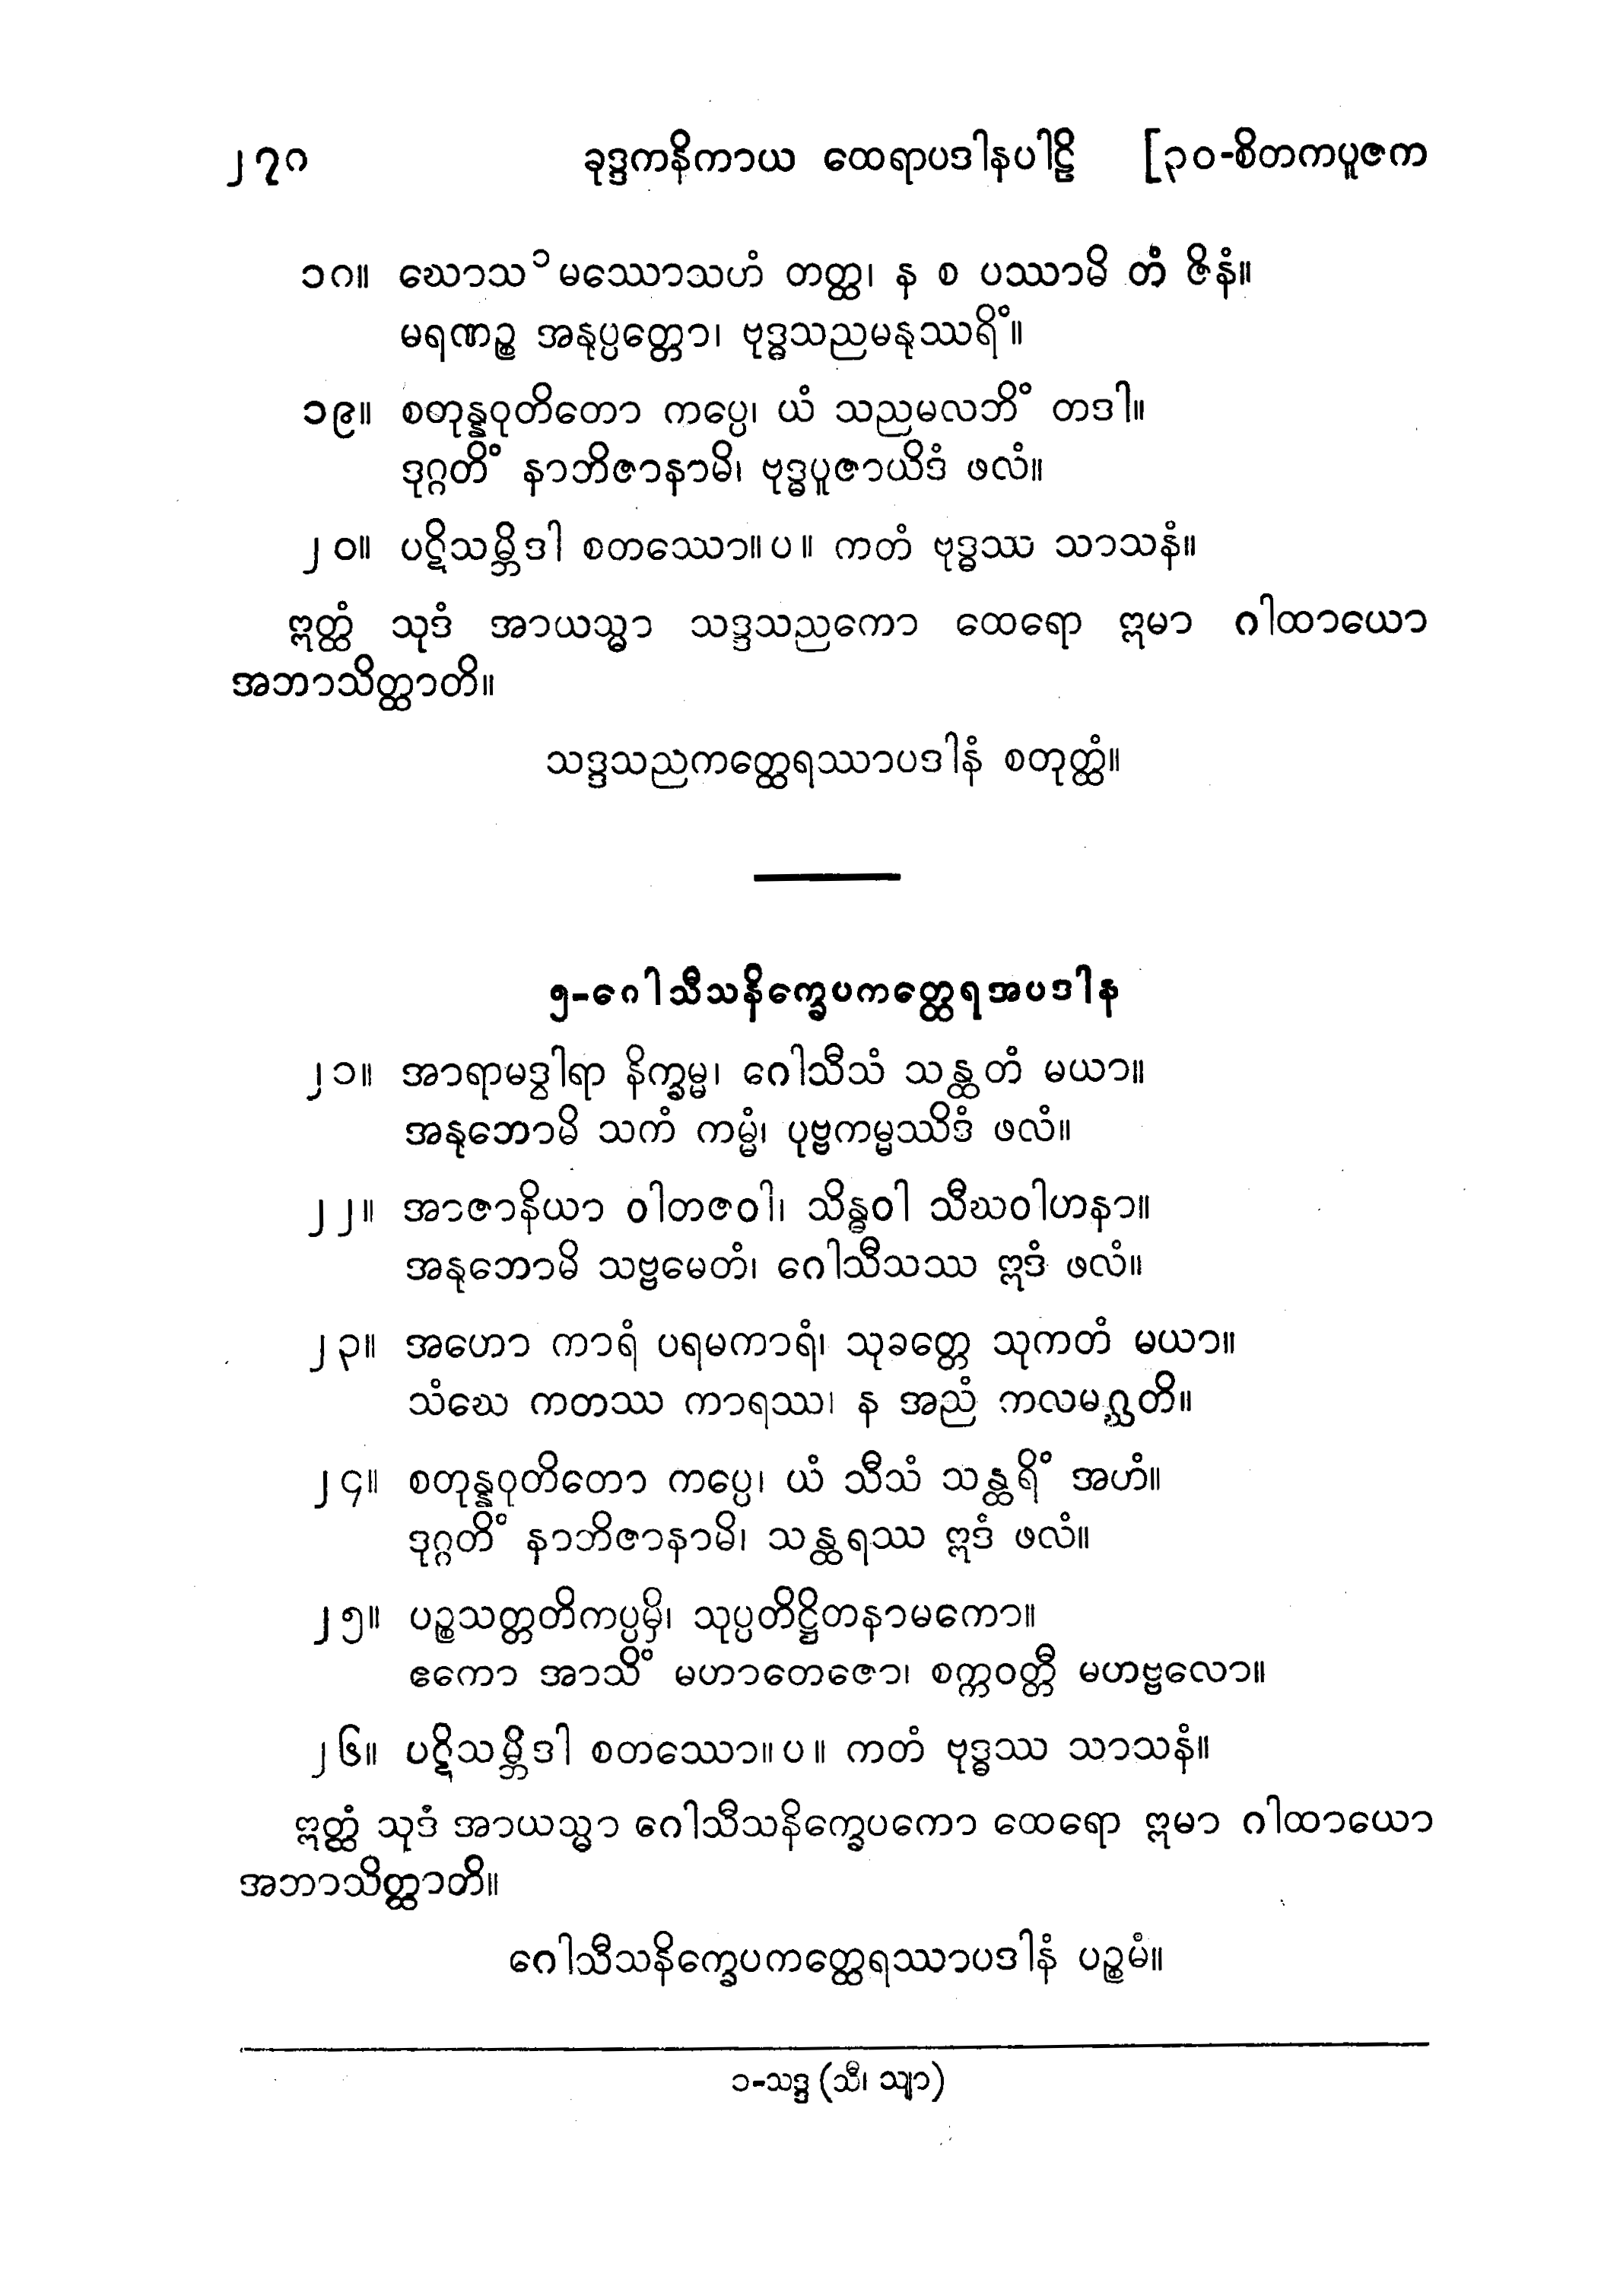 ၂၇၈ ခုဒ္ဒကနိကာယ ထေရာပဒါနပါဠိ [၃၀-စိတကပူဇက
၁၈။ ဃောသ ၁ မဿောသဟံ တတ္ထ၊ န စ ပဿာမိ တံ ဇိနံ။
မရဏဉ္စ အနုပ္ပတ္တော၊ ဗုဒ္ဓသညမနုဿရိံ။
၁၉။ စတုန္နဝုတိတော ကပ္ပေ၊ ယံ သညမလဘိံ တဒါ။
ဒုဂ္ဂတိံ နာဘိဇာနာမိ၊ ဗုဒ္ဓပူဇာယိဒံ ဖလံ။
၂၀။ ပဋိသမ္ဘိဒါ စတဿော။ ပ ။ ကတံ ဗုဒ္ဓဿ သာသနံ။
ဣတ္ထံ သုဒံ အာယသ္မာ သဒ္ဒသညကော ထေရော ဣမာ ဂါထာယော
အဘာသိတ္ထာတိ။
သဒ္ဒသညကတ္ထေရဿာပဒါနံ စတုတ္ထံ။
၅-ဂေါသီသနိက္ခေပကတ္ထေရအပဒါန
၂၁။ အာရာမဒွါရာ နိက္ခမ္မ၊ ဂေါသီသံ သန္ထတံ မယာ။
အနုဘောမိ သကံ ကမ္မံ၊ ပုဗ္ဗကမ္မဿိဒံ ဖလံ။
၂၂။ အာဇာနိယာ ဝါတဇဝါ၊ သိန္ဓဝါ သီဃဝါဟနာ။
အနုဘောမိ သဗ္ဗမေတံ၊ ဂေါသီသဿ ဣဒံ ဖလံ။
၂၃။ အဟော ကာရံ ပရမကာရံ၊ သုခတ္တေ သုကတံ မယာ။
သံဃေ ကတဿ ကာရဿ၊ န အညံ ကလမဂ္ဃတိ။
၂၄။ စတုန္နဝုတိတော ကပ္ပေ၊ ယံ သီသံ သန္ထရိံ အဟံ။
ဒုဂ္ဂတိံ နာဘိဇာနာမိ၊ သန္ထရဿ ဣဒံ ဖလံ။
၂၅။ ပဉ္စသတ္တတိကပ္ပမှိ၊ သုပ္ပတိဋ္ဌိတနာမကော။
ဧကော အာသိံ မဟာတေဇော၊ စက္ကဝတ္တီ မဟဗ္ဗလော။
၂၆။ ပဋိသမ္ဘိဒါ စတဿော။ ပ ။ ကတံ ဗုဒ္ဓဿ သာသနံ။
ဣတ္ထံ သုဒံ အာယသ္မာ ဂေါသီသနိက္ခေပကော ထေရော ဣမာ ဂါထာယော
အဘာသိတ္ထာတိ။
ဂေါသီသနိက္ခေပကတ္ထေရဿာပဒါနံ ပဉ္စမံ။
၁-သဒ္ဒ (သီ၊ သျာ)